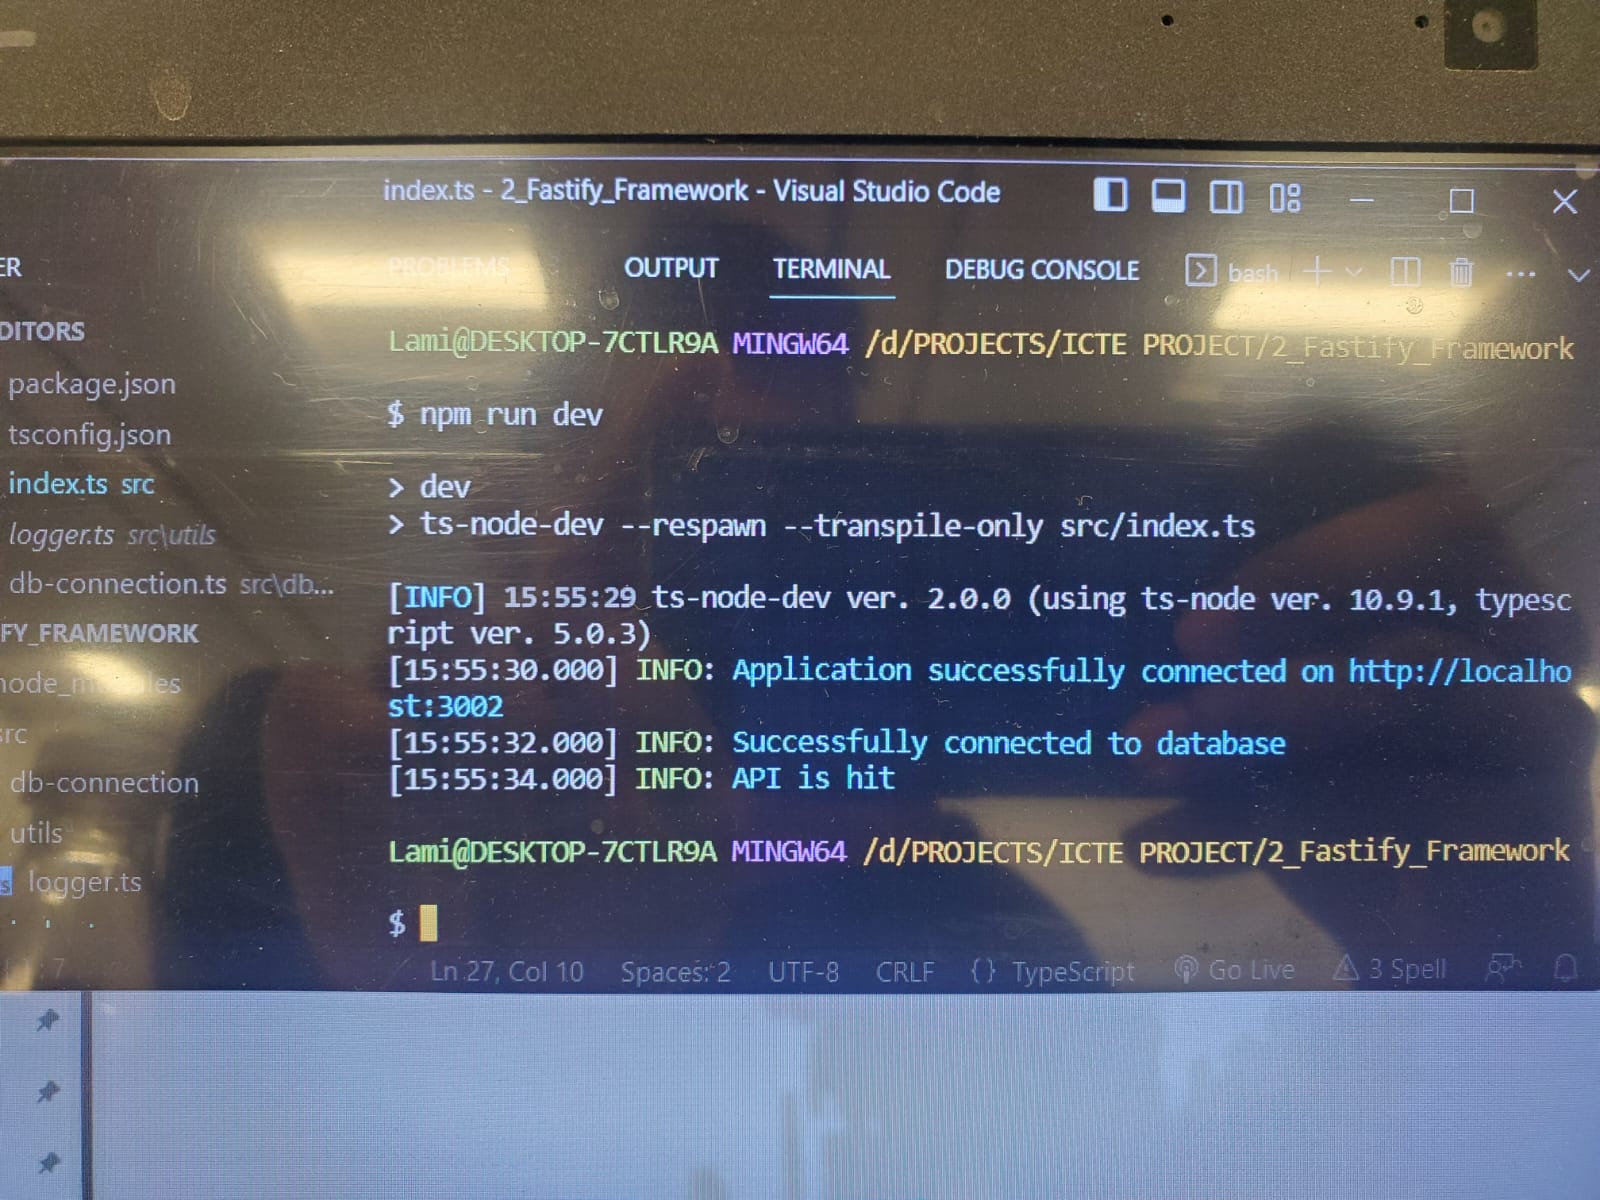 index.ts - 2_Fastify_Framework - Visual Studio Code
PROBLEMS OUTPUT TERMINAL DEBUG CONSOLE bash
ER
DITORS
package.json
tsconfig.json
index.ts src
logger.ts src\utils
db-connection.ts src\db...
FY_FRAMEWORK
src
db-connection
utils
logger.ts
Lami@DESKTOP-7CTLR9A MINGW64 /d/PROJECTS/ICTE PROJECT/2_Fastify_Framework
$ npm run dev
> dev
> ts-node-dev --respawn --transpile-only src/index.ts
[INFO] 15:55:29 ts-node-dev ver. 2.0.0 (using ts-node ver. 10.9.1, typesc
ript ver. 5.0.3)
[15:55:30.000] INFO: Application successfully connected on http://localho
st:3002
[15:55:32.000] INFO: Successfully connected to database
[15:55:34.000] INFO: API is hit
Lami@DESKTOP-7CTLR9A MINGW64 /d/PROJECTS/ICTE PROJECT/2_Fastify_Framework
$
Ln 27, Col 10 Spaces: 2 UTF-8 CRLF {} TypeScript Go Live 3 Spell